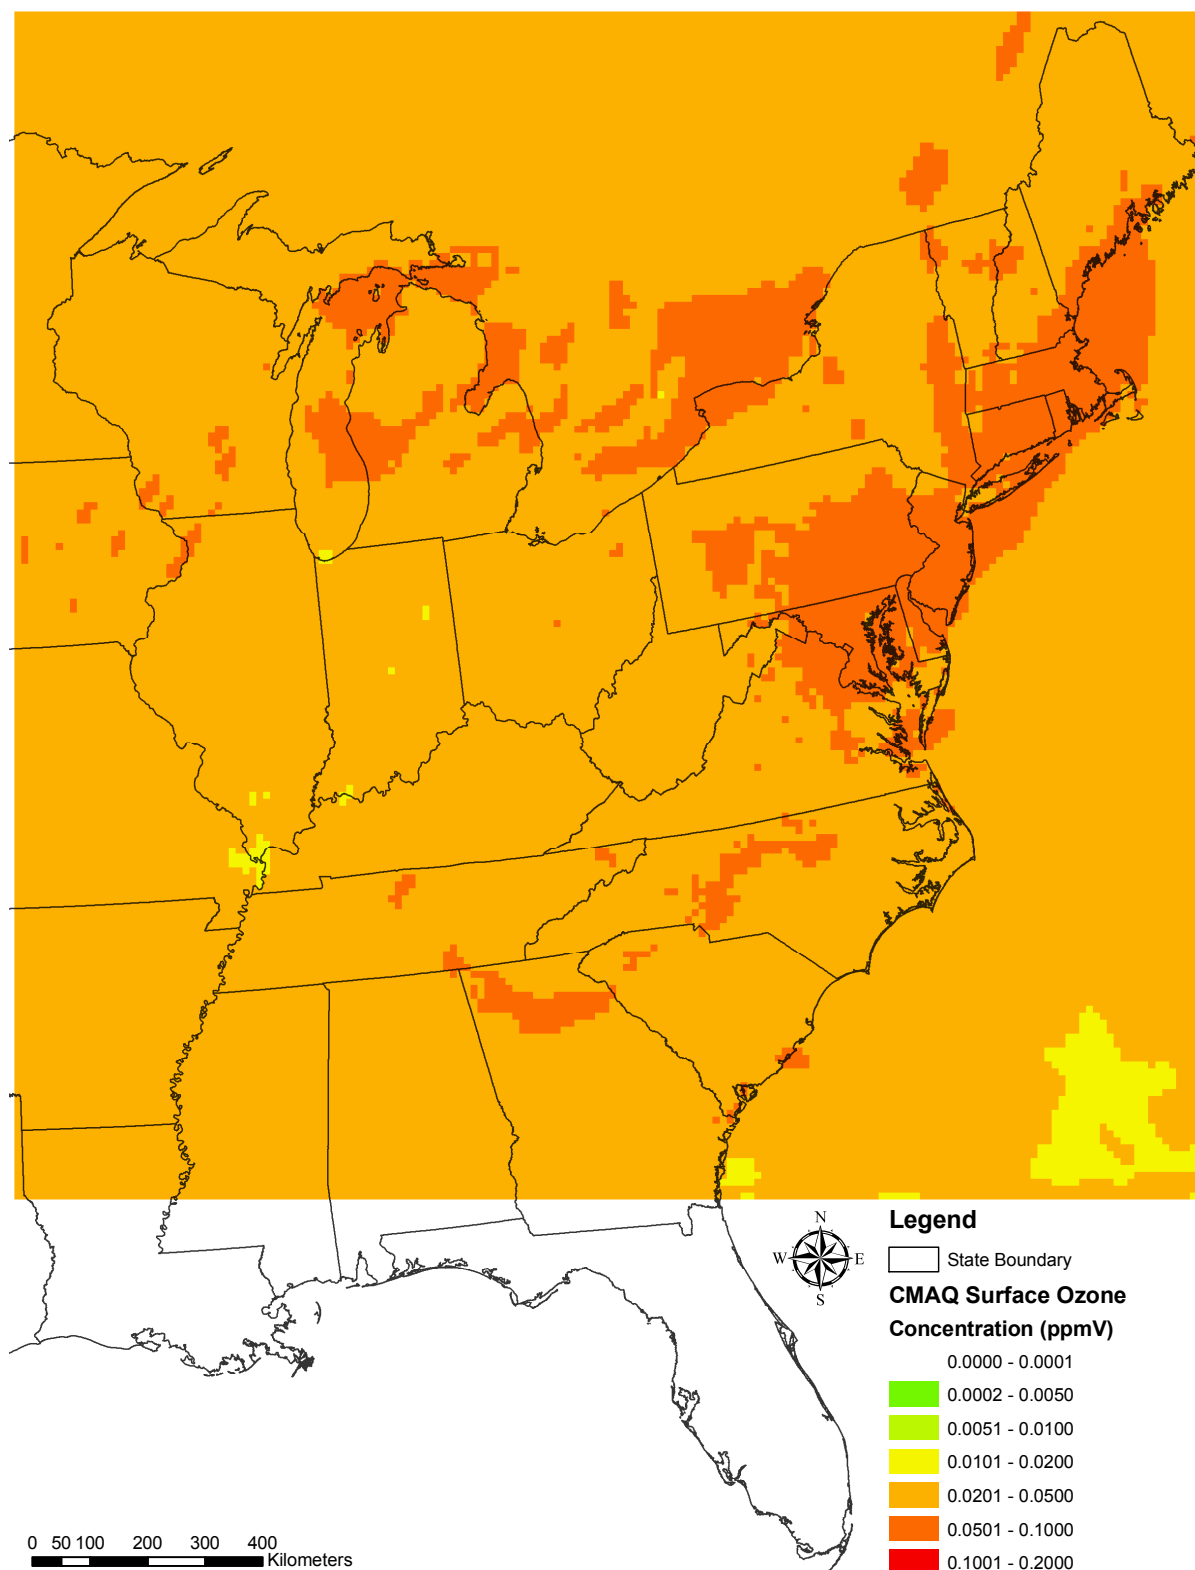 N
W E
S
Legend
State Boundary
CMAQ Surface Ozone
Concentration (ppmV)
0.0000 - 0.0001
0.0002 - 0.0050
0.0051 - 0.0100
0.0101 - 0.0200
0.0201 - 0.0500
0.0501 - 0.1000
0.1001 - 0.2000
0 50 100 200 300 400
Kilometers